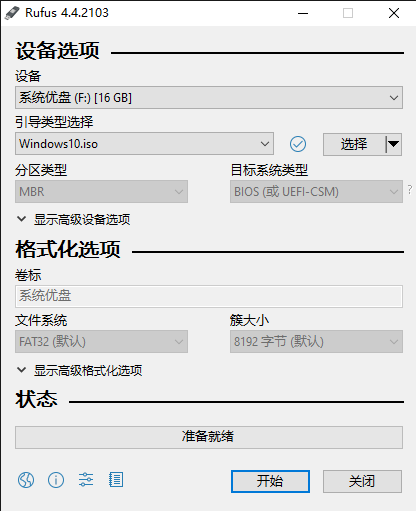 Rufus 4.4.2103
设备选项
设备
系统优盘 (F:) [16 GB]
引导类型选择
Windows10.iso
选择
分区类型
目标系统类型
MBR
BIOS (或 UEFI-CSM)
?
显示高级设备选项
格式化选项
卷标
系统优盘
文件系统
簇大小
FAT32 (默认)
8192 字节 (默认)
显示高级格式化选项
状态
准备就绪
开始
关闭